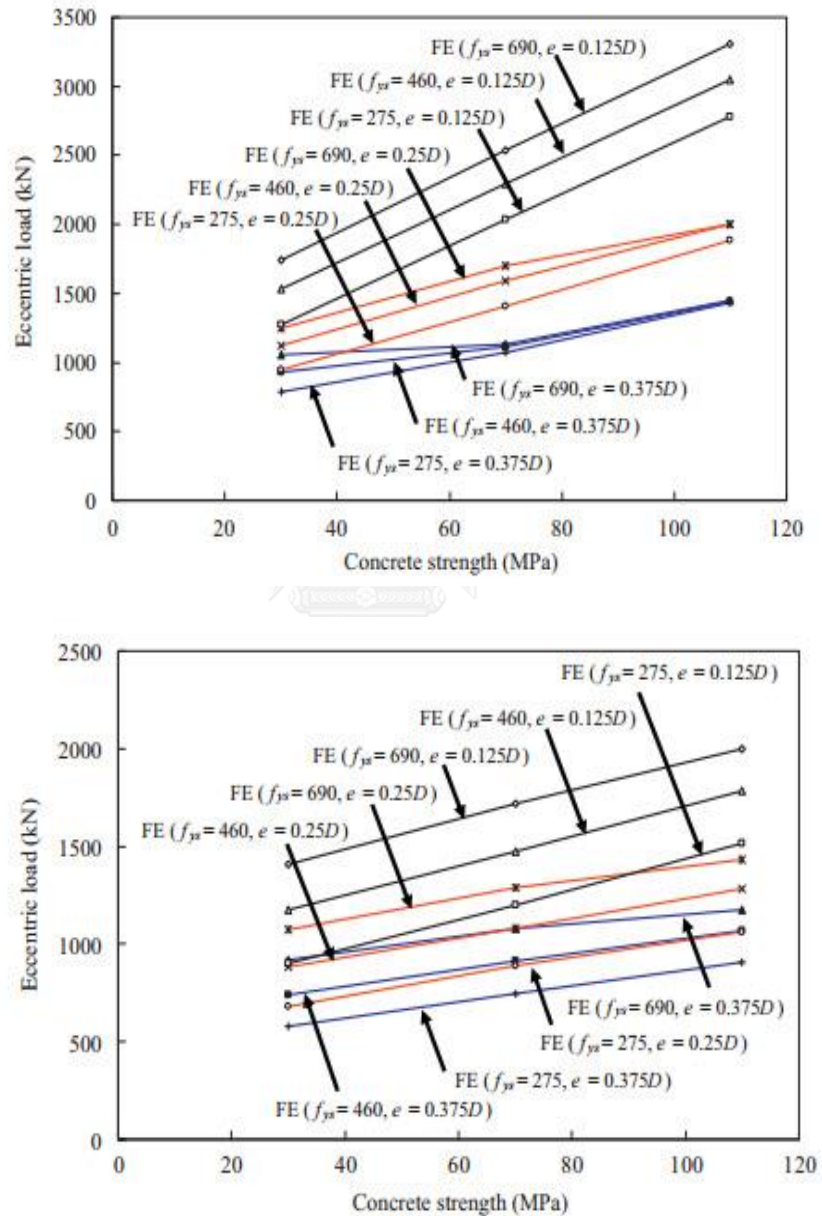 3500
3000
2500
2000
1500
1000
500
0
Eccentric load (kN)
FE ( fys= 690, e = 0.125D )
FE ( fys= 460, e = 0.125D )
FE ( fys= 275, e = 0.125D )
FE ( fys= 690, e = 0.25D )
FE ( fys= 460, e = 0.25D )
FE ( fys= 275, e = 0.25D )
FE ( fys= 690, e = 0.375D )
FE ( fys= 460, e = 0.375D )
FE ( fys= 275, e = 0.375D )
0 20 40 60 80 100 120
Concrete strength (MPa)
2500
2000
1500
1000
500
0
Eccentric load (kN)
FE ( fys= 275, e = 0.125D )
FE ( fys= 460, e = 0.125D )
FE ( fys= 690, e = 0.125D )
FE ( fys= 690, e = 0.25D )
FE ( fys= 460, e = 0.25D )
FE ( fys= 690, e = 0.375D )
FE ( fys= 275, e = 0.25D )
FE ( fys= 275, e = 0.375D )
FE ( fys= 460, e = 0.375D )
0 20 40 60 80 100 120
Concrete strength (MPa)